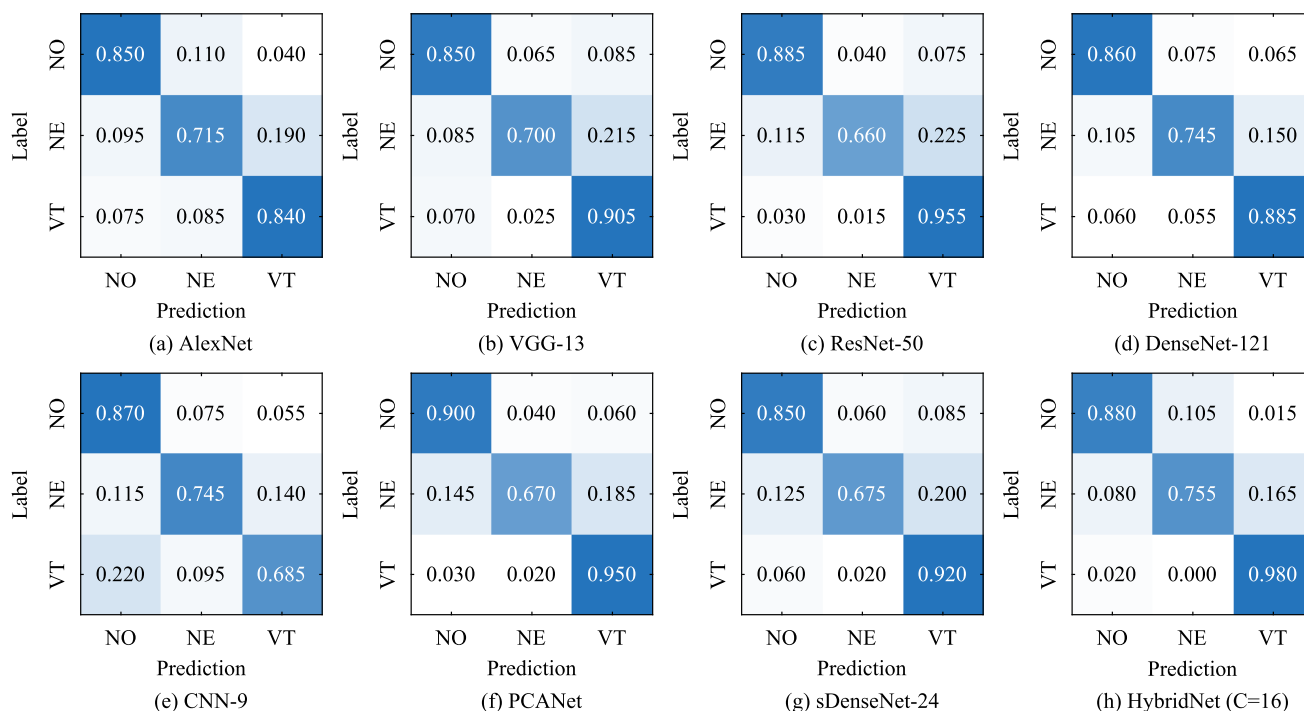 NO 0.850 0.110 0.040
NE 0.095 0.715 0.190
VT 0.075 0.085 0.840
Label
NO NE VT
Prediction
(a) AlexNet
NO 0.850 0.065 0.085
NE 0.085 0.700 0.215
VT 0.070 0.025 0.905
Label
NO NE VT
Prediction
(b) VGG-13
NO 0.885 0.040 0.075
NE 0.115 0.660 0.225
VT 0.030 0.015 0.955
Label
NO NE VT
Prediction
(c) ResNet-50
NO 0.860 0.075 0.065
NE 0.105 0.745 0.150
VT 0.060 0.055 0.885
Label
NO NE VT
Prediction
(d) DenseNet-121
NO 0.870 0.075 0.055
NE 0.115 0.745 0.140
VT 0.220 0.095 0.685
Label
NO NE VT
Prediction
(e) CNN-9
NO 0.900 0.040 0.060
NE 0.145 0.670 0.185
VT 0.030 0.020 0.950
Label
NO NE VT
Prediction
(f) PCANet
NO 0.850 0.060 0.085
NE 0.125 0.675 0.200
VT 0.060 0.020 0.920
Label
NO NE VT
Prediction
(g) sDenseNet-24
NO 0.880 0.105 0.015
NE 0.080 0.755 0.165
VT 0.020 0.000 0.980
Label
NO NE VT
Prediction
(h) HybridNet (C=16)